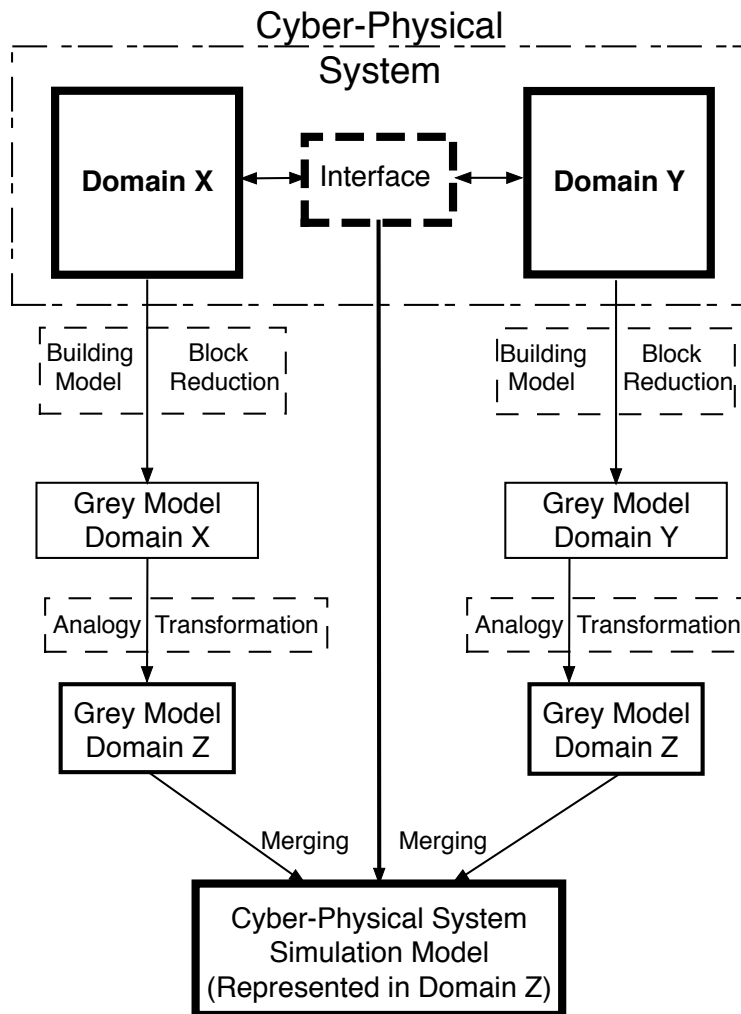 Cyber-Physical
System
Domain X
Interface
Domain Y
Building
Model
Block
Reduction
Building
Model
Block
Reduction
Grey Model
Domain X
Grey Model
Domain Y
Analogy
Transformation
Analogy
Transformation
Grey Model
Domain Z
Grey Model
Domain Z
Merging
Merging
Cyber-Physical System
Simulation Model
(Represented in Domain Z)